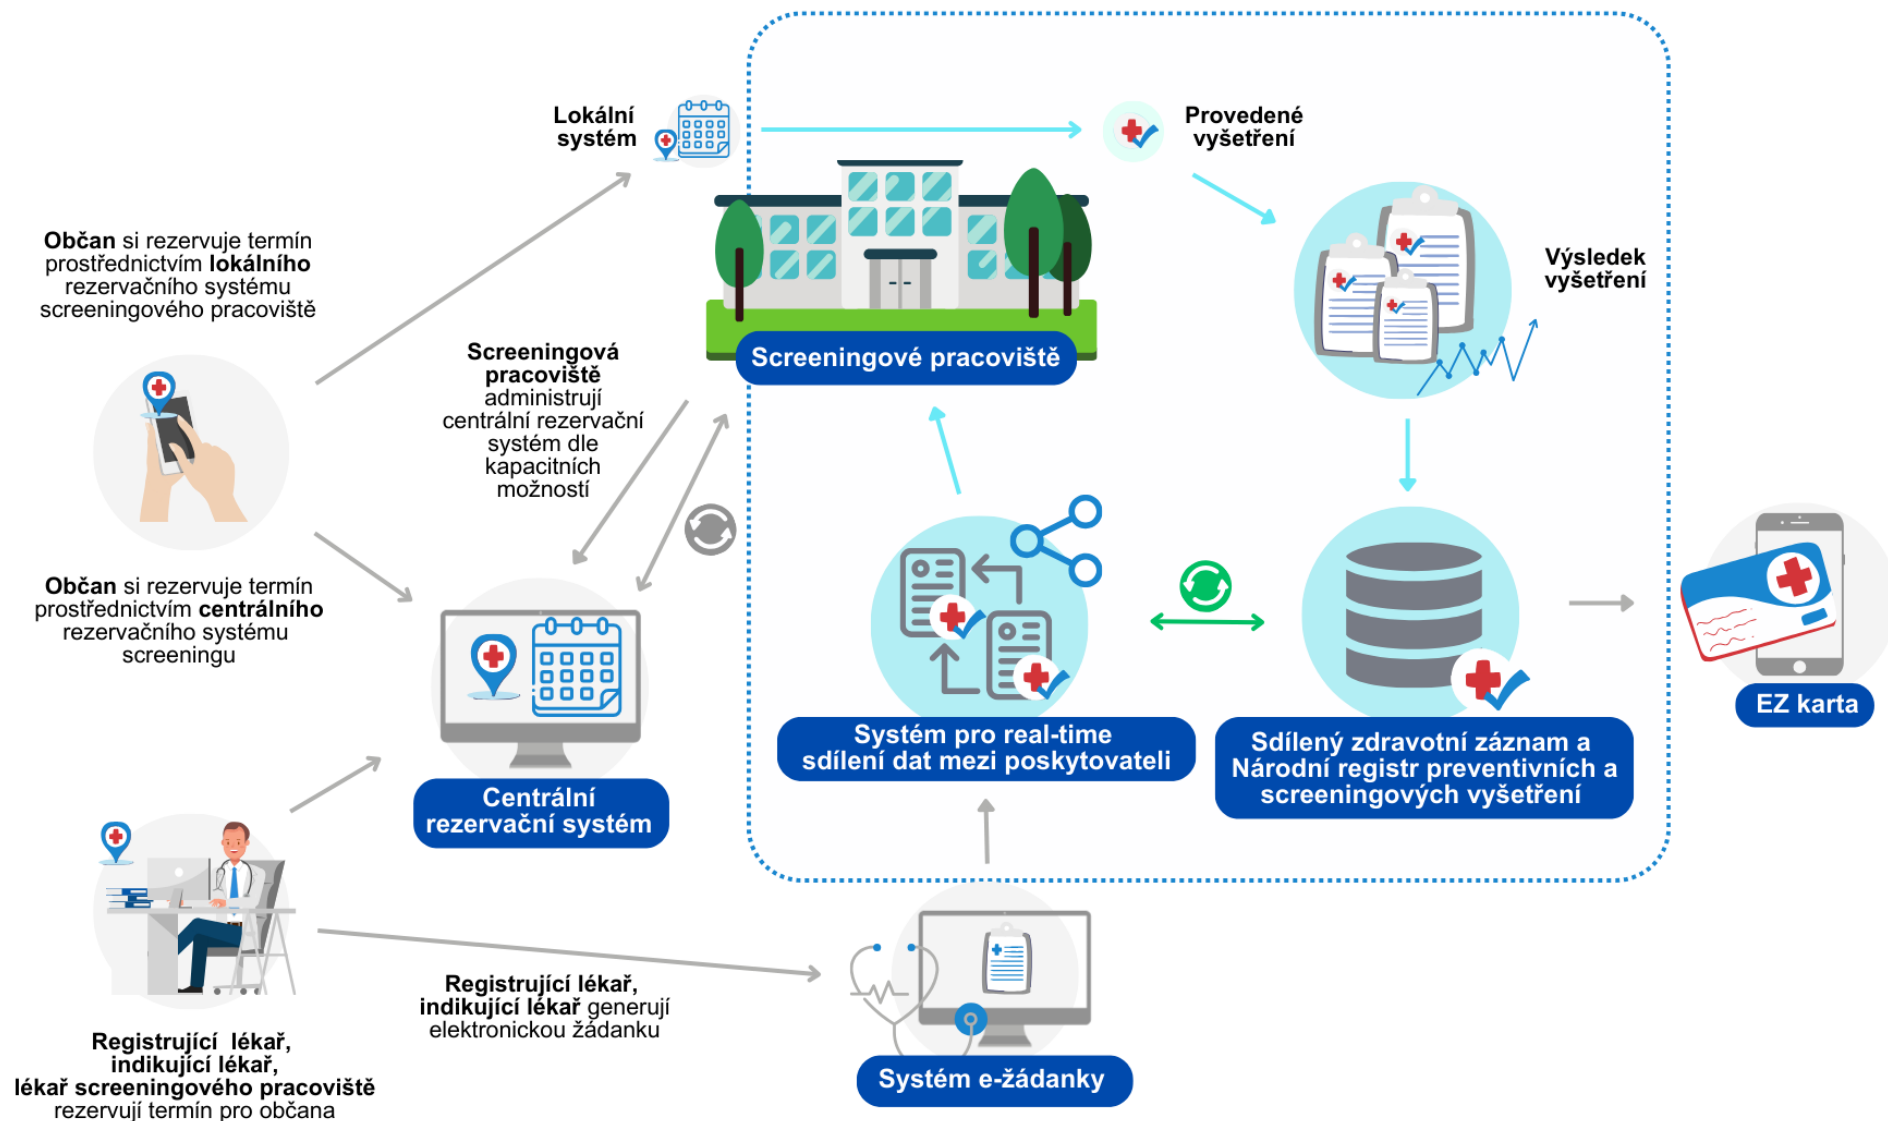 Lokální
systém
Provedené
vyšetření
Občan si rezervuje termín
prostřednictvím lokálního
rezervačního systému
screeningového pracoviště
Výsledek
vyšetření
Screeningová
pracoviště
administrují
centrální rezervační
systém dle
kapacitních
možností
Screeningové pracoviště
Občan si rezervuje termín
prostřednictvím centrálního
rezervačního systému
screeningu
EZ karta
Systém pro real-time
sdílení dat mezi poskytovateli
Sdílený zdravotní záznam a
Národní registr preventivních a
screeningových vyšetření
Centrální
rezervační systém
Registrující lékař,
indikující lékař generují
elektronickou žádanku
Registrující lékař,
indikující lékař,
lékař screeningového pracoviště
rezervují termín pro občana
Systém e-žádanky